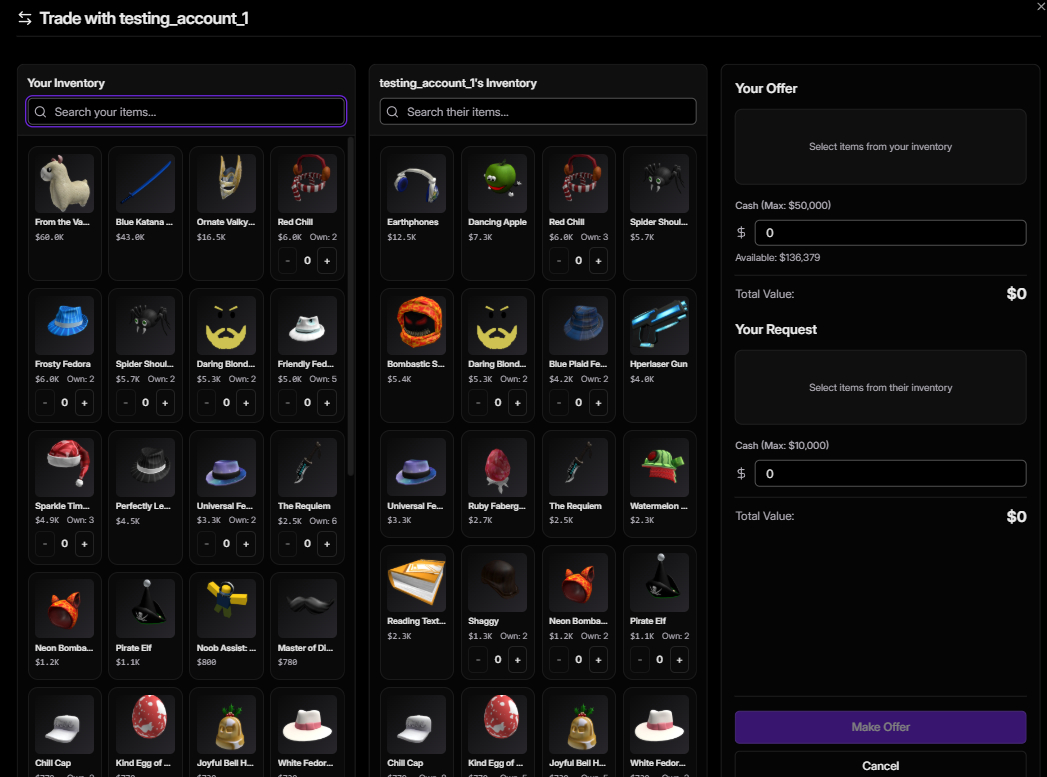 Trade with testing_account_1
Your Inventory
Search your items...
From the Va...
$60.0K
Blue Katana ...
$43.0K
Ornate Valky...
$16.5K
Red Chill
$6.0K Own: 2
- 0 +
Frosty Fedora
$6.0K Own: 2
- 0 +
Spider Shoul...
$5.7K Own: 2
- 0 +
Daring Blond...
$5.3K Own: 2
- 0 +
Friendly Fed...
$5.0K Own: 5
- 0 +
Sparkle Tim...
$4.9K Own: 3
- 0 +
Perfectly Le...
$4.5K
Universal Fe...
$3.3K Own: 2
- 0 +
The Requiem
$2.5K Own: 6
- 0 +
Neon Bomba...
$1.2K
Pirate Elf
$1.1K
Noob Assist: ...
$800
Master of Di...
$780
Chill Cap
Kind Egg of ...
Joyful Bell H...
White Fedor...
testing_account_1's Inventory
Search their items...
Earthphones
$12.5K
Dancing Apple
$7.3K
Red Chill
$6.0K Own: 3
- 0 +
Spider Shoul...
$5.7K
Bombastic S...
$5.4K
Daring Blond...
$5.3K Own: 2
- 0 +
Blue Plaid Fe...
$4.2K Own: 2
- 0 +
Hperlaser Gun
$4.0K
Universal Fe...
$3.3K
Ruby Faberg...
$2.7K
The Requiem
$2.5K
Watermelon ...
$2.3K
Reading Text...
$2.3K
Shaggy
$1.3K Own: 2
- 0 +
Neon Bomba...
$1.2K Own: 2
- 0 +
Pirate Elf
$1.1K Own: 2
- 0 +
Chill Cap
Kind Egg of ...
Joyful Bell H...
White Fedor...
Your Offer
Select items from your inventory
Cash (Max: $50,000)
$ 0
Available: $136,379
Total Value: $0
Your Request
Select items from their inventory
Cash (Max: $10,000)
$ 0
Total Value: $0
Make Offer
Cancel